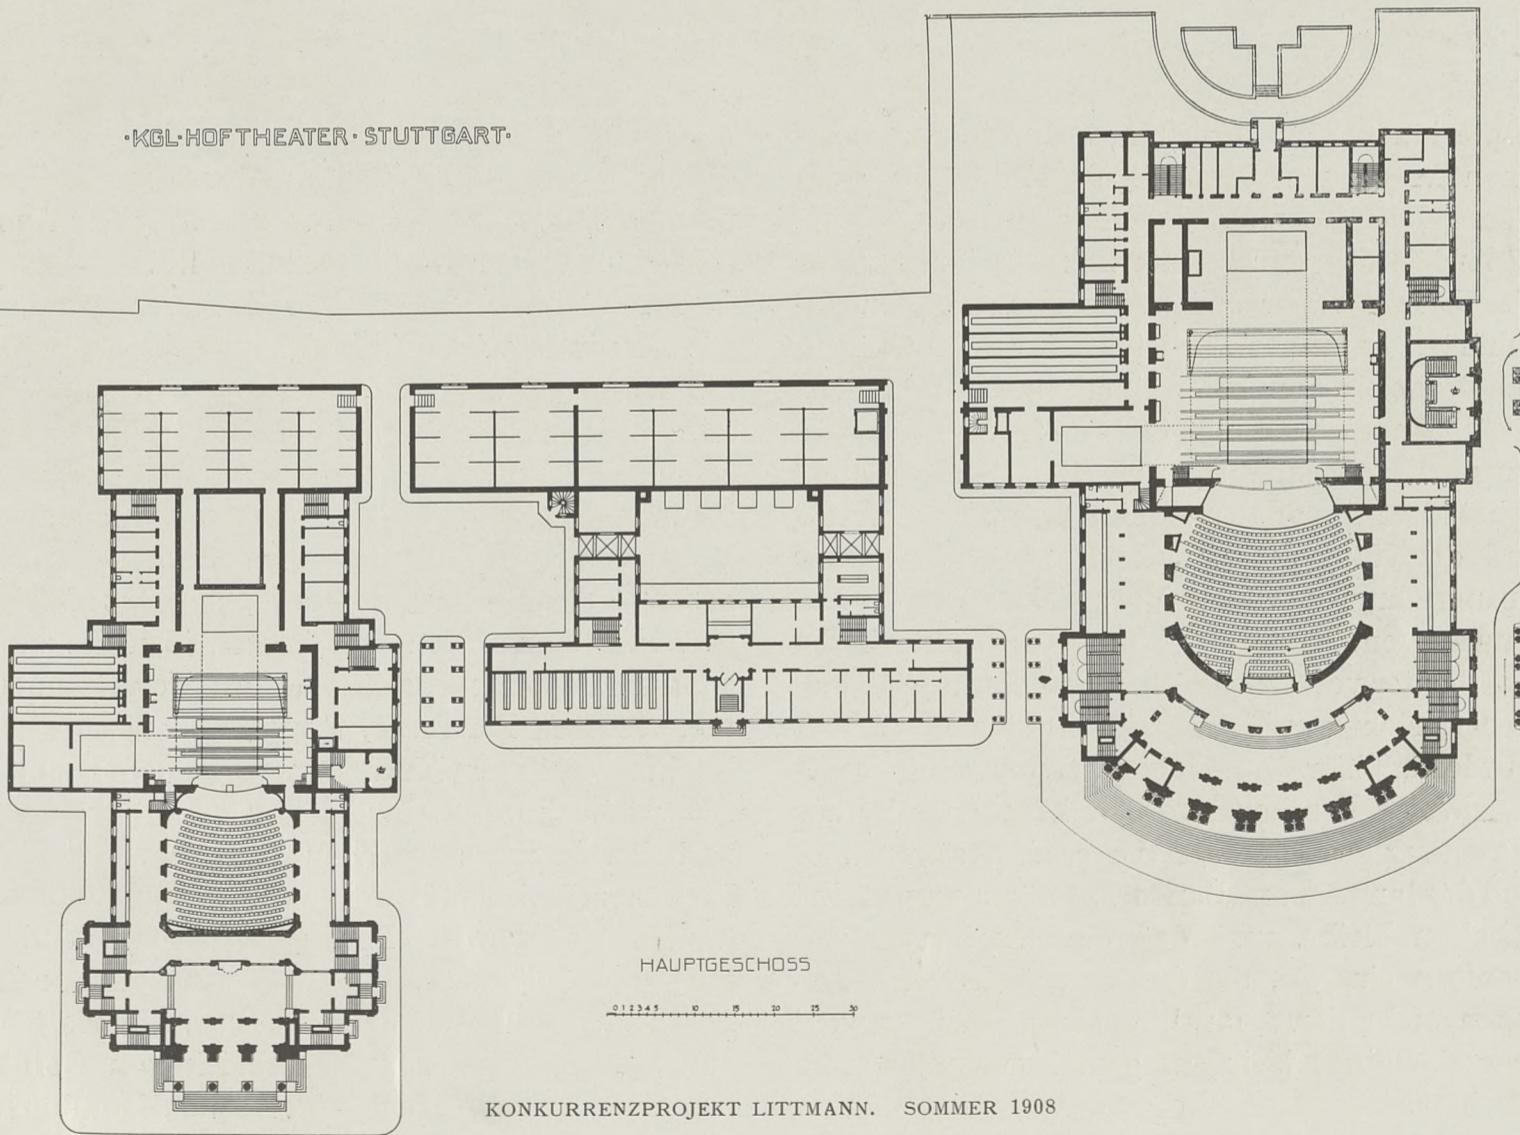 ·KGL·HOFTHEATER·STUTTGART·
HAUPTGESCHOSS
0 1 2 3 4 5 10 15 20 25 30
KONKURRENZPROJEKT LITTMANN. SOMMER 1908